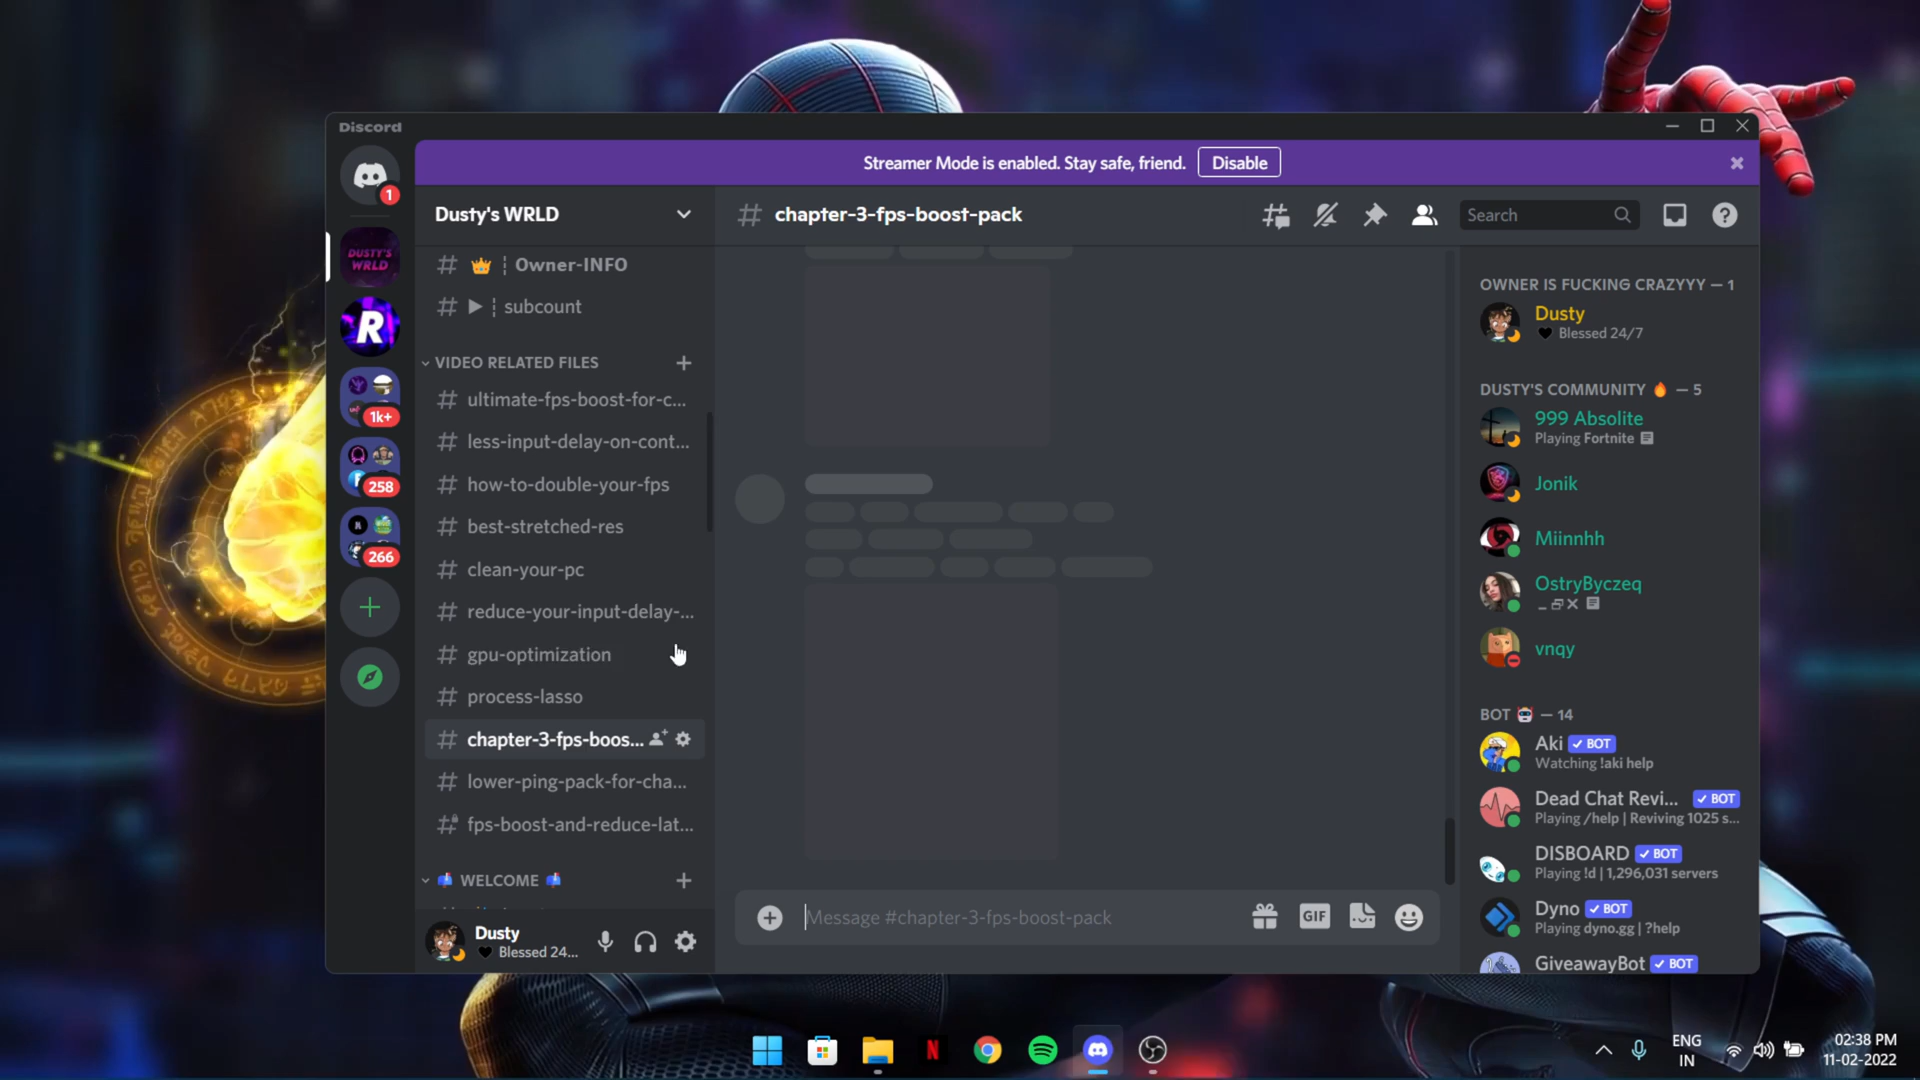 Discord
Streamer Mode is enabled. Stay safe, friend.
Disable
1
DUSTY'S
WRLD
R
1k+
258
266
Dusty's WRLD
# 👑 ¦ Owner-INFO
# ▶ ¦ subcount
VIDEO RELATED FILES
# ultimate-fps-boost-for-c...
# less-input-delay-on-cont...
# how-to-double-your-fps
# best-stretched-res
# clean-your-pc
# reduce-your-input-delay-...
# gpu-optimization
# process-lasso
# chapter-3-fps-boos...
# lower-ping-pack-for-cha...
# fps-boost-and-reduce-lat...
📫 WELCOME 📫
Dusty
🖤 Blessed 24...
# chapter-3-fps-boost-pack
Search
Message #chapter-3-fps-boost-pack
GIF
OWNER IS FUCKING CRAZYYY — 1
Dusty
🖤 Blessed 24/7
DUSTY'S COMMUNITY 🔥 — 5
999 Absolite
Playing Fortnite
Jonik
Miinnhh
OstryByczeq
vnqy
BOT 🤖 — 14
Aki ✓ BOT
Watching !aki help
Dead Chat Revi... ✓ BOT
Playing /help | Reviving 1025 s...
DISBOARD ✓ BOT
Playing !d | 1,296,031 servers
Dyno ✓ BOT
Playing dyno.gg | ?help
GiveawayBot ✓ BOT
N
ENG
IN
02:38 PM
11-02-2022